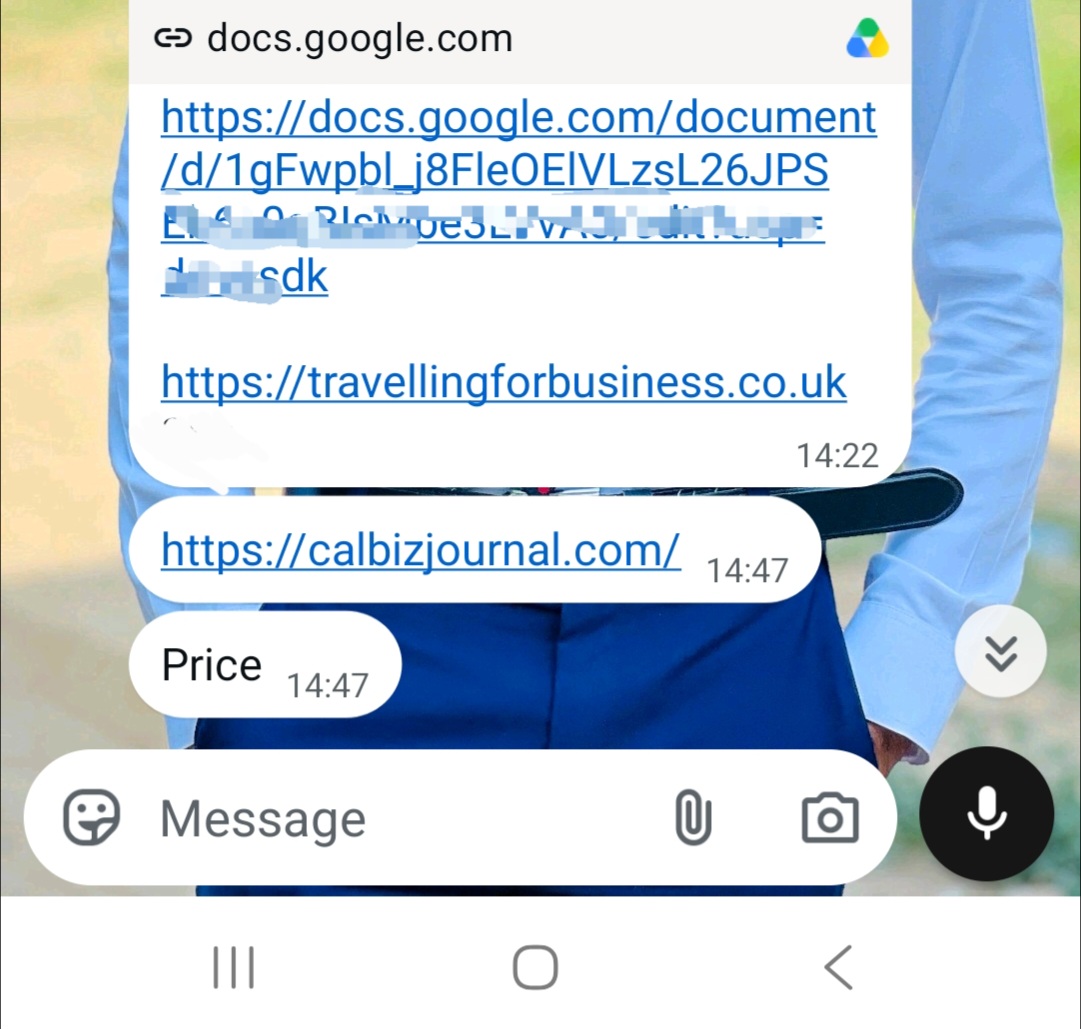 docs.google.com
https://docs.google.com/document
/d/1gFwpbl_j8FleOElVLzsL26JPS
sdk
https://travellingforbusiness.co.uk
14:22
https://calbizjournal.com/ 14:47
Price 14:47
Message